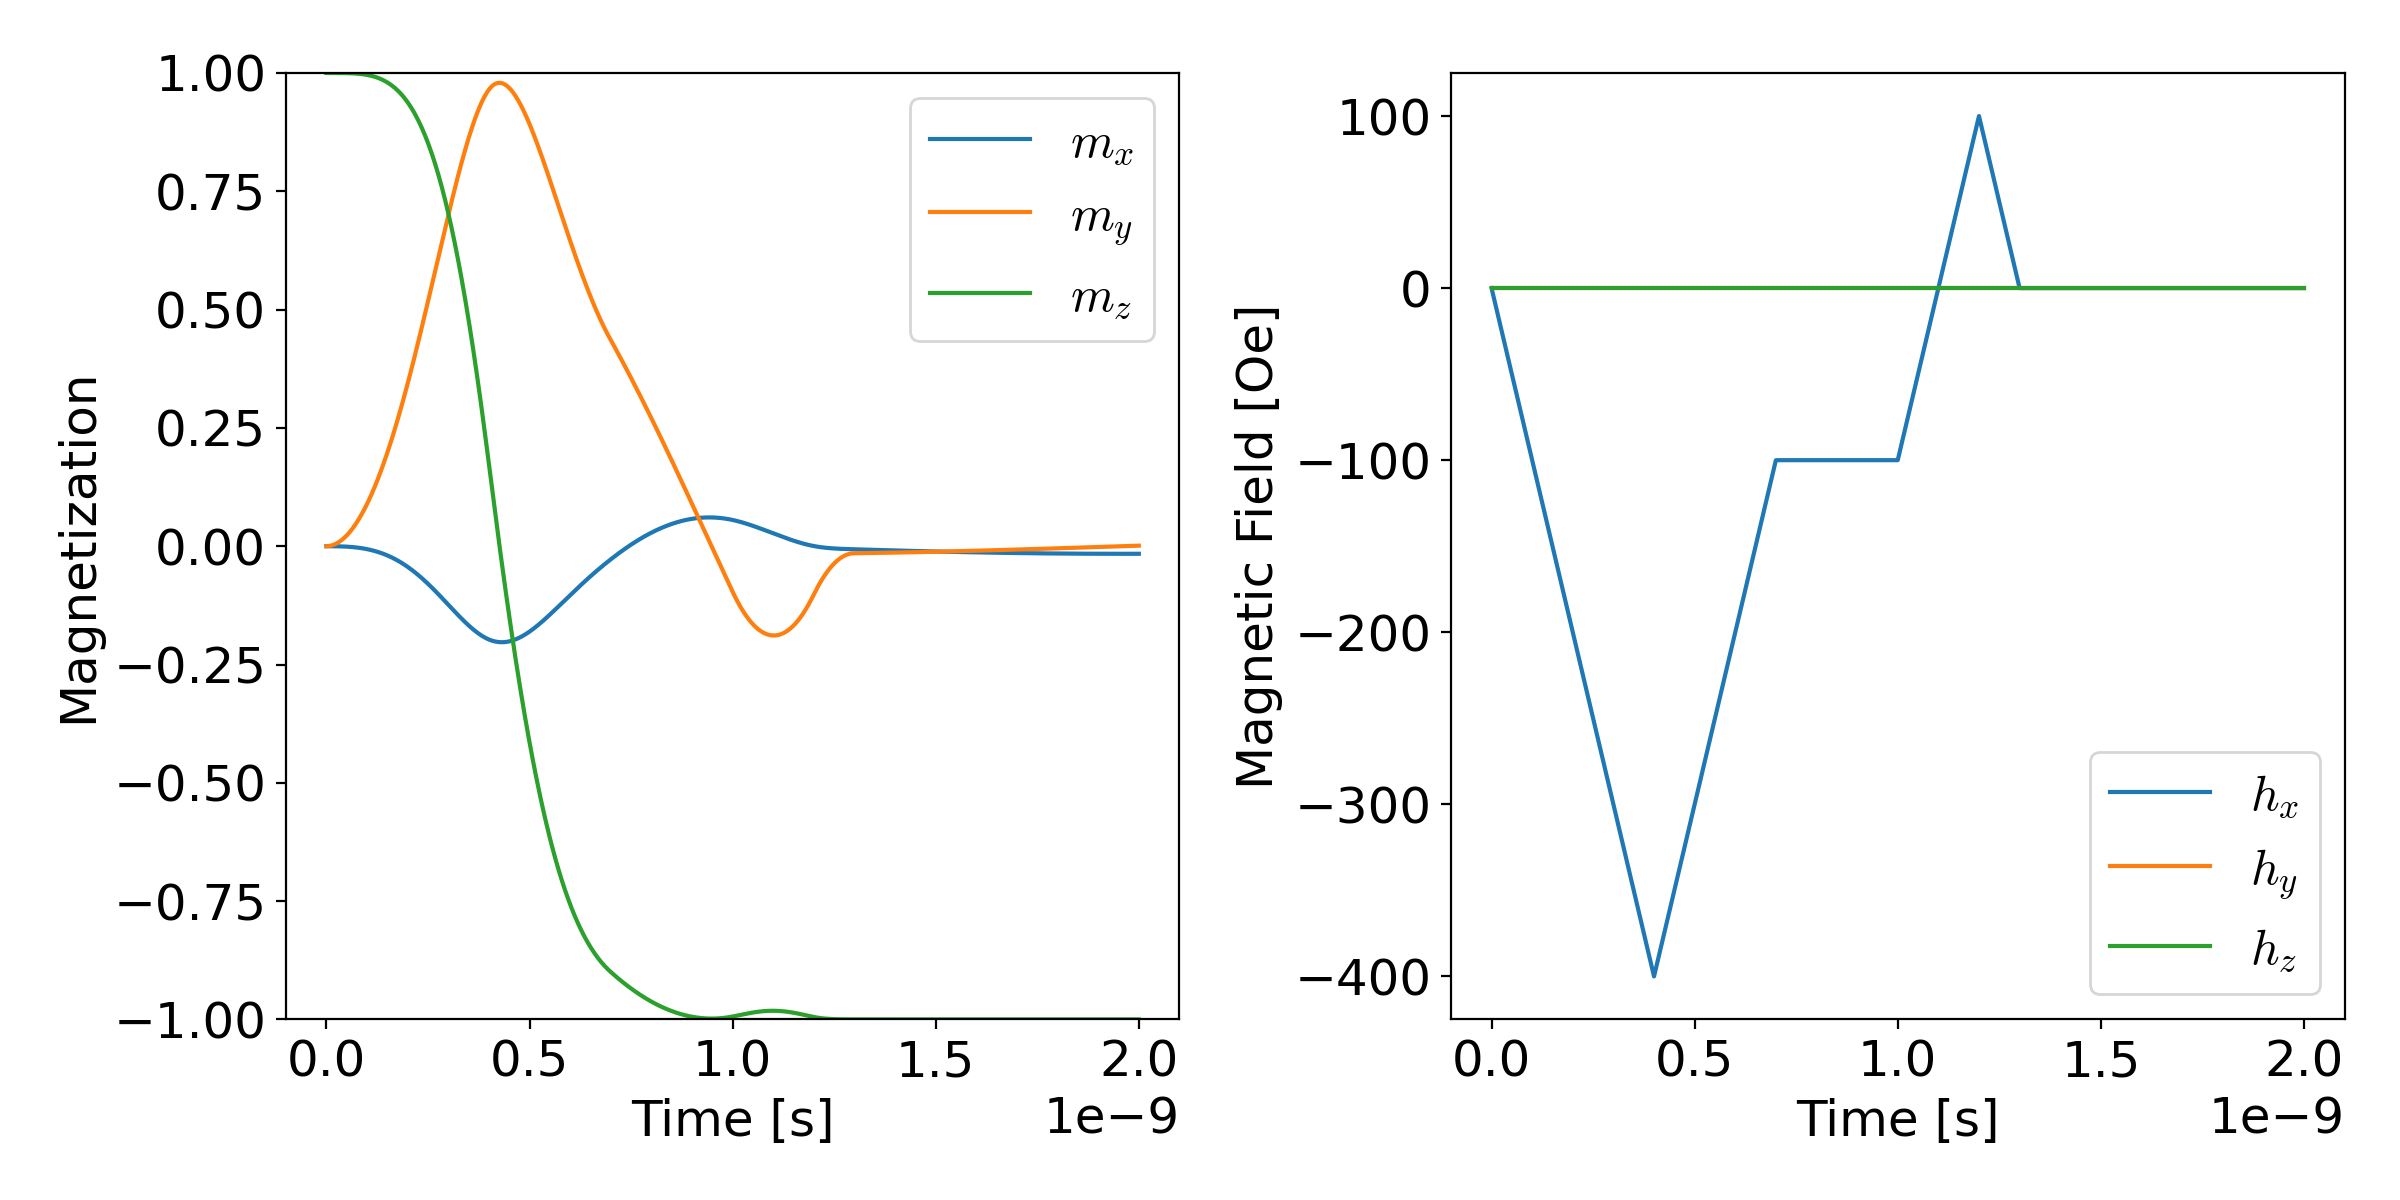 Magnetization
1.00
0.75
0.50
0.25
0.00
−0.25
−0.50
−0.75
−1.00
0.0 0.5 1.0 1.5 2.0
Time [s]
1e−9
m_x
m_y
m_z
Magnetic Field [Oe]
100
0
−100
−200
−300
−400
0.0 0.5 1.0 1.5 2.0
Time [s]
1e−9
h_x
h_y
h_z